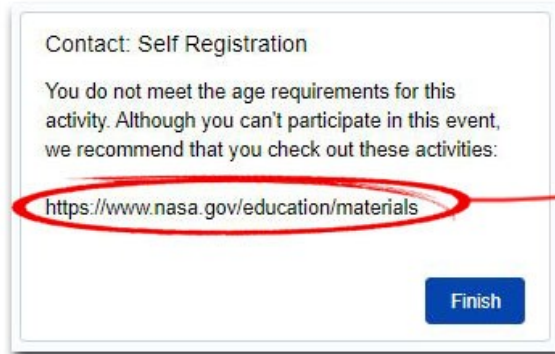 Contact: Self Registration
You do not meet the age requirements for this
activity. Although you can't participate in this event,
we recommend that you check out these activities:
https://www.nasa.gov/education/materials
Finish